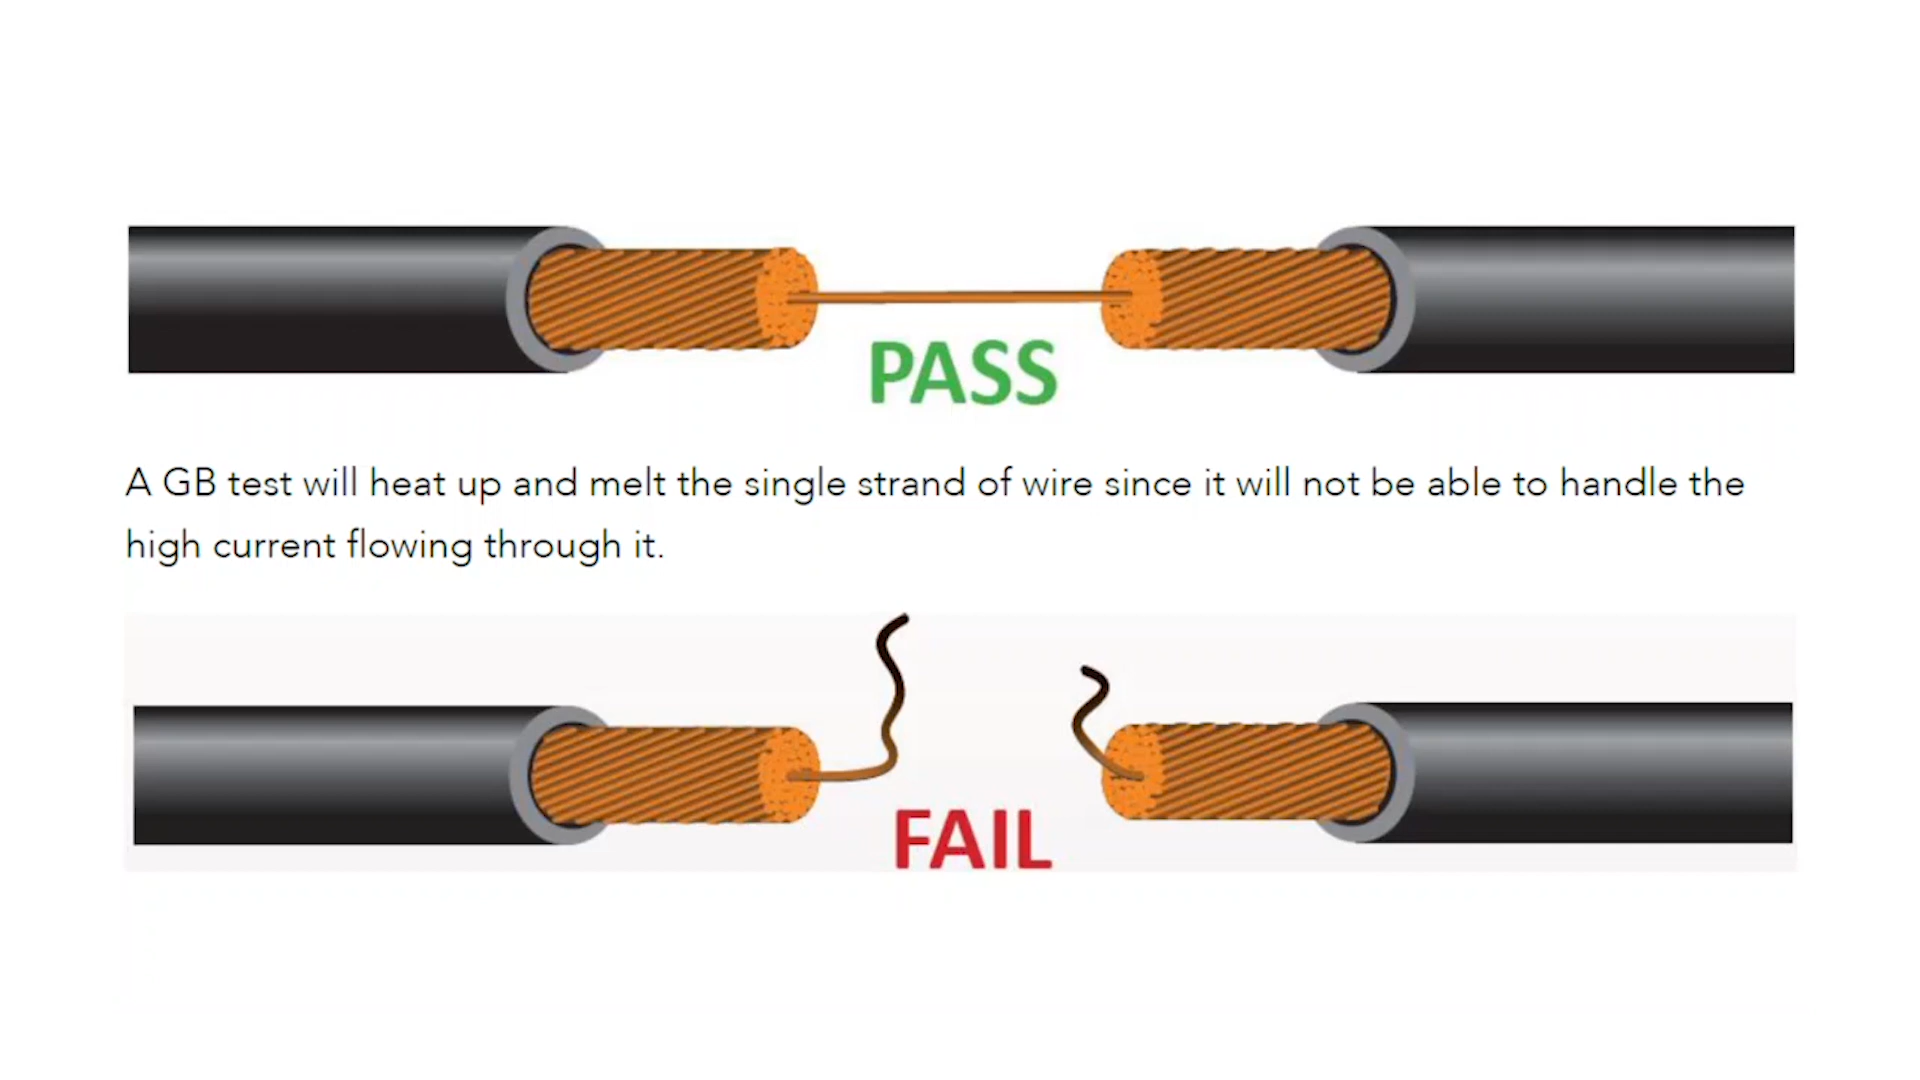 PASS
A GB test will heat up and melt the single strand of wire since it will not be able to handle the
high current flowing through it.
FAIL